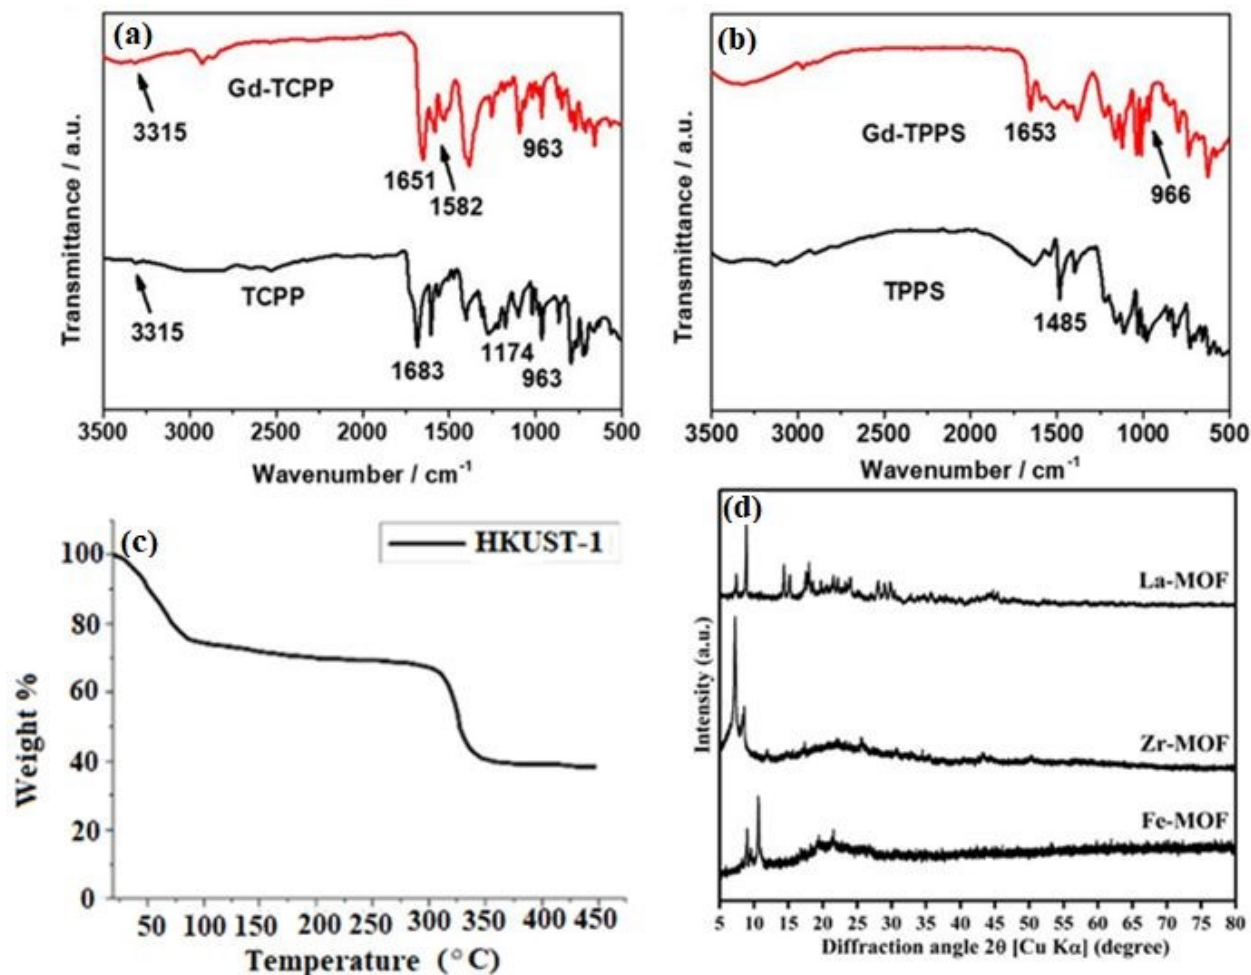 (a)
Gd-TCPP
3315
1651
1582
963
TCPP
3315
1683
1174
963
Transmittance / a.u.
3500 3000 2500 2000 1500 1000 500
Wavenumber / cm⁻¹
(b)
Gd-TPPS
1653
966
TPPS
1485
Transmittance / a.u.
3500 3000 2500 2000 1500 1000 500
Wavenumber / cm⁻¹
(c)
HKUST-1
100
80
60
40
20
0
Weight %
50 100 150 200 250 300 350 400 450
Temperature (°C)
(d)
La-MOF
Zr-MOF
Fe-MOF
Intensity (a.u.)
5 10 15 20 25 30 35 40 45 50 55 60 65 70 75 80
Diffraction angle 2θ [Cu Kα] (degree)